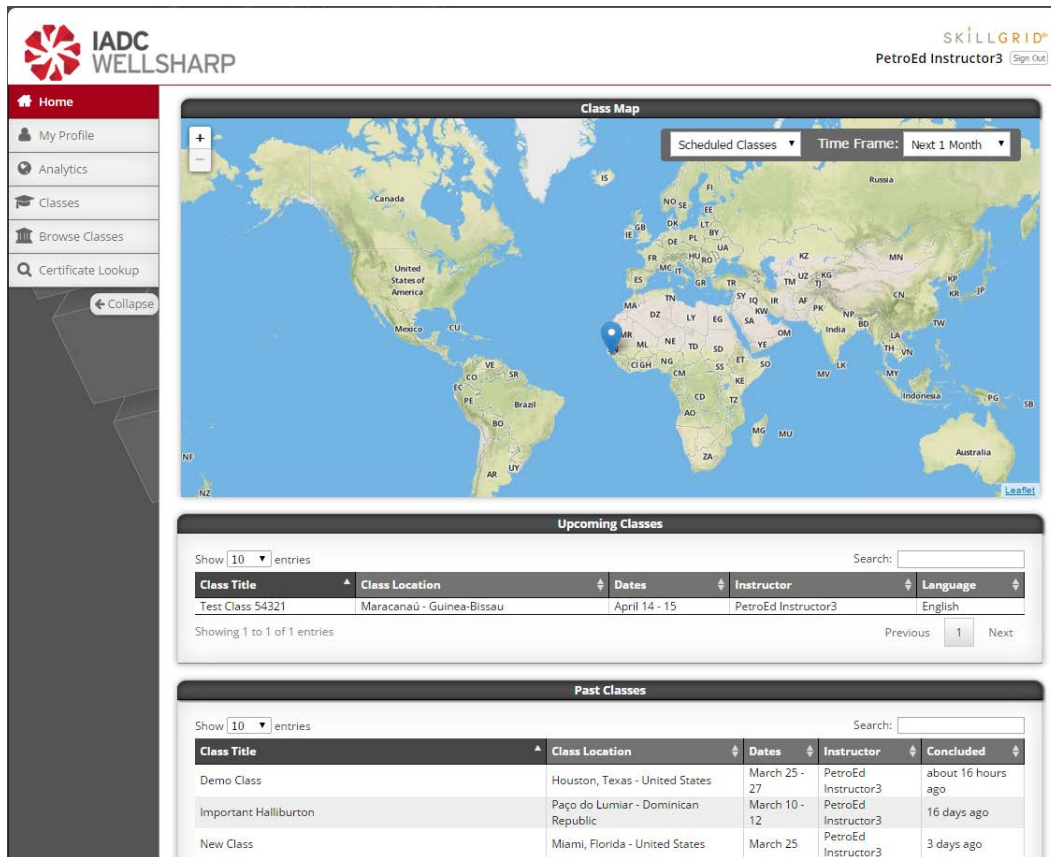 IADC
WELLSHARP
SKILLGRID®
PetroEd Instructor3 Sign Out
Home
My Profile
Analytics
Classes
Browse Classes
Certificate Lookup
Collapse
Class Map
+
−
Scheduled Classes Time Frame: Next 1 Month
IS
Russia
Canada
FI
NO SE
EE
DK LT
GB
IE
BY
DE PL
UA
FR HU RO
KZ
MN
MC IT
United
States of
America
UZ KG
ES GR TR TM TJ
KP
CN KR JP
MA TN SY IQ IR AF
DZ LY EG KW PK NP
SA
Mexico CU
OM India BD TW
MR
ML NE TD SD YE LA
TH VN
VE
CI GH NG SS ET SO
LK
CO SR
CM
MV MY
EC
KE
PE Brazil
CD TZ
Indonesia PG SB
AO
BO
MG MU
NF
Australia
ZA
AR UY
NZ
Leaflet
Upcoming Classes
Show 10 entries Search:
Class Title Class Location Dates Instructor Language
Test Class 54321 Maracanaú - Guinea-Bissau April 14 - 15 PetroEd Instructor3 English
Showing 1 to 1 of 1 entries Previous 1 Next
Past Classes
Show 10 entries Search:
Class Title Class Location Dates Instructor Concluded
Demo Class Houston, Texas - United States March 25 - 27 PetroEd Instructor3 about 16 hours ago
Important Halliburton Paço do Lumiar - Dominican Republic March 10 - 12 PetroEd Instructor3 16 days ago
New Class Miami, Florida - United States March 25 PetroEd Instructor3 3 days ago